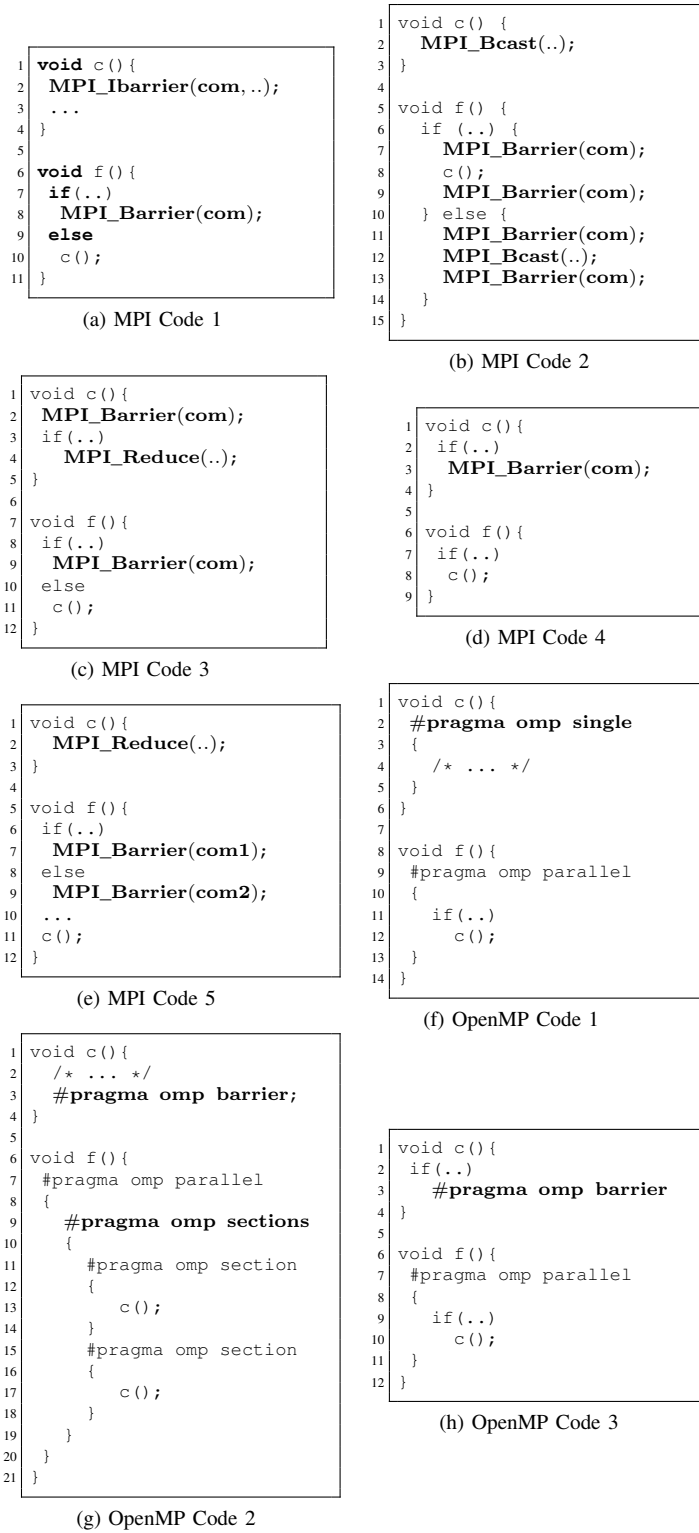 1 void c(){
2 MPI_Ibarrier(com, ..);
3 ...
4 }
5
6 void f(){
7 if(..)
8 MPI_Barrier(com);
9 else
10 c();
11 }
(a) MPI Code 1
1 void c() {
2 MPI_Bcast(..);
3 }
4
5 void f() {
6 if (..) {
7 MPI_Barrier(com);
8 c();
9 MPI_Barrier(com);
10 } else {
11 MPI_Barrier(com);
12 MPI_Bcast(..);
13 MPI_Barrier(com);
14 }
15 }
(b) MPI Code 2
1 void c(){
2 MPI_Barrier(com);
3 if(..)
4 MPI_Reduce(..);
5 }
6
7 void f(){
8 if(..)
9 MPI_Barrier(com);
10 else
11 c();
12 }
(c) MPI Code 3
1 void c(){
2 if(..)
3 MPI_Barrier(com);
4 }
5
6 void f(){
7 if(..)
8 c();
9 }
(d) MPI Code 4
1 void c(){
2 MPI_Reduce(..);
3 }
4
5 void f(){
6 if(..)
7 MPI_Barrier(com1);
8 else
9 MPI_Barrier(com2);
10 ...
11 c();
12 }
(e) MPI Code 5
1 void c(){
2 #pragma omp single
3 {
4 /* ... */
5 }
6 }
7
8 void f(){
9 #pragma omp parallel
10 {
11 if(..)
12 c();
13 }
14 }
(f) OpenMP Code 1
1 void c(){
2 /* ... */
3 #pragma omp barrier;
4 }
5
6 void f(){
7 #pragma omp parallel
8 {
9 #pragma omp sections
10 {
11 #pragma omp section
12 {
13 c();
14 }
15 #pragma omp section
16 {
17 c();
18 }
19 }
20 }
21 }
(g) OpenMP Code 2
1 void c(){
2 if(..)
3 #pragma omp barrier
4 }
5
6 void f(){
7 #pragma omp parallel
8 {
9 if(..)
10 c();
11 }
12 }
(h) OpenMP Code 3